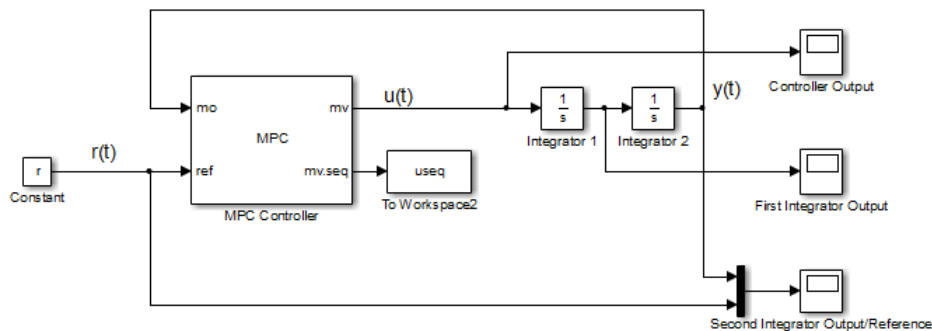 Controller Output
y(t)
u(t)
mo
mv
MPC
1
s
Integrator 1
1
s
Integrator 2
r(t)
r
Constant
ref
mv.seq
MPC Controller
useq
To Workspace2
First Integrator Output
Second Integrator Output/Reference